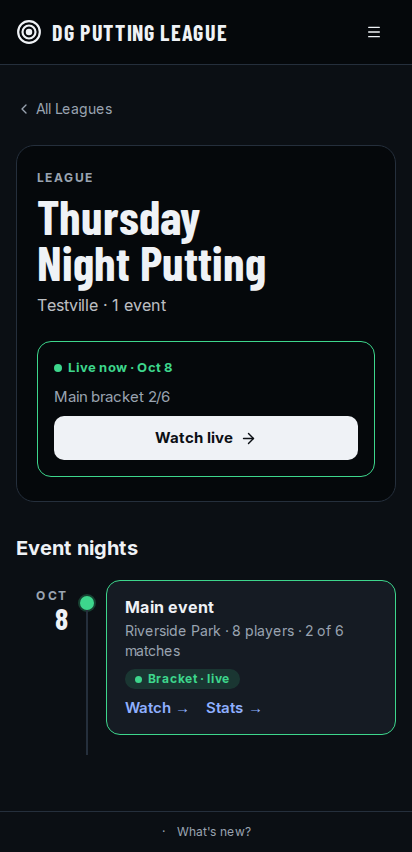 DG PUTTING LEAGUE
All Leagues
LEAGUE
Thursday
Night Putting
Testville · 1 event
Live now · Oct 8
Main bracket 2/6
Watch live →
Event nights
OCT
8
Main event
Riverside Park · 8 players · 2 of 6
matches
Bracket · live
Watch → Stats →
· What's new?